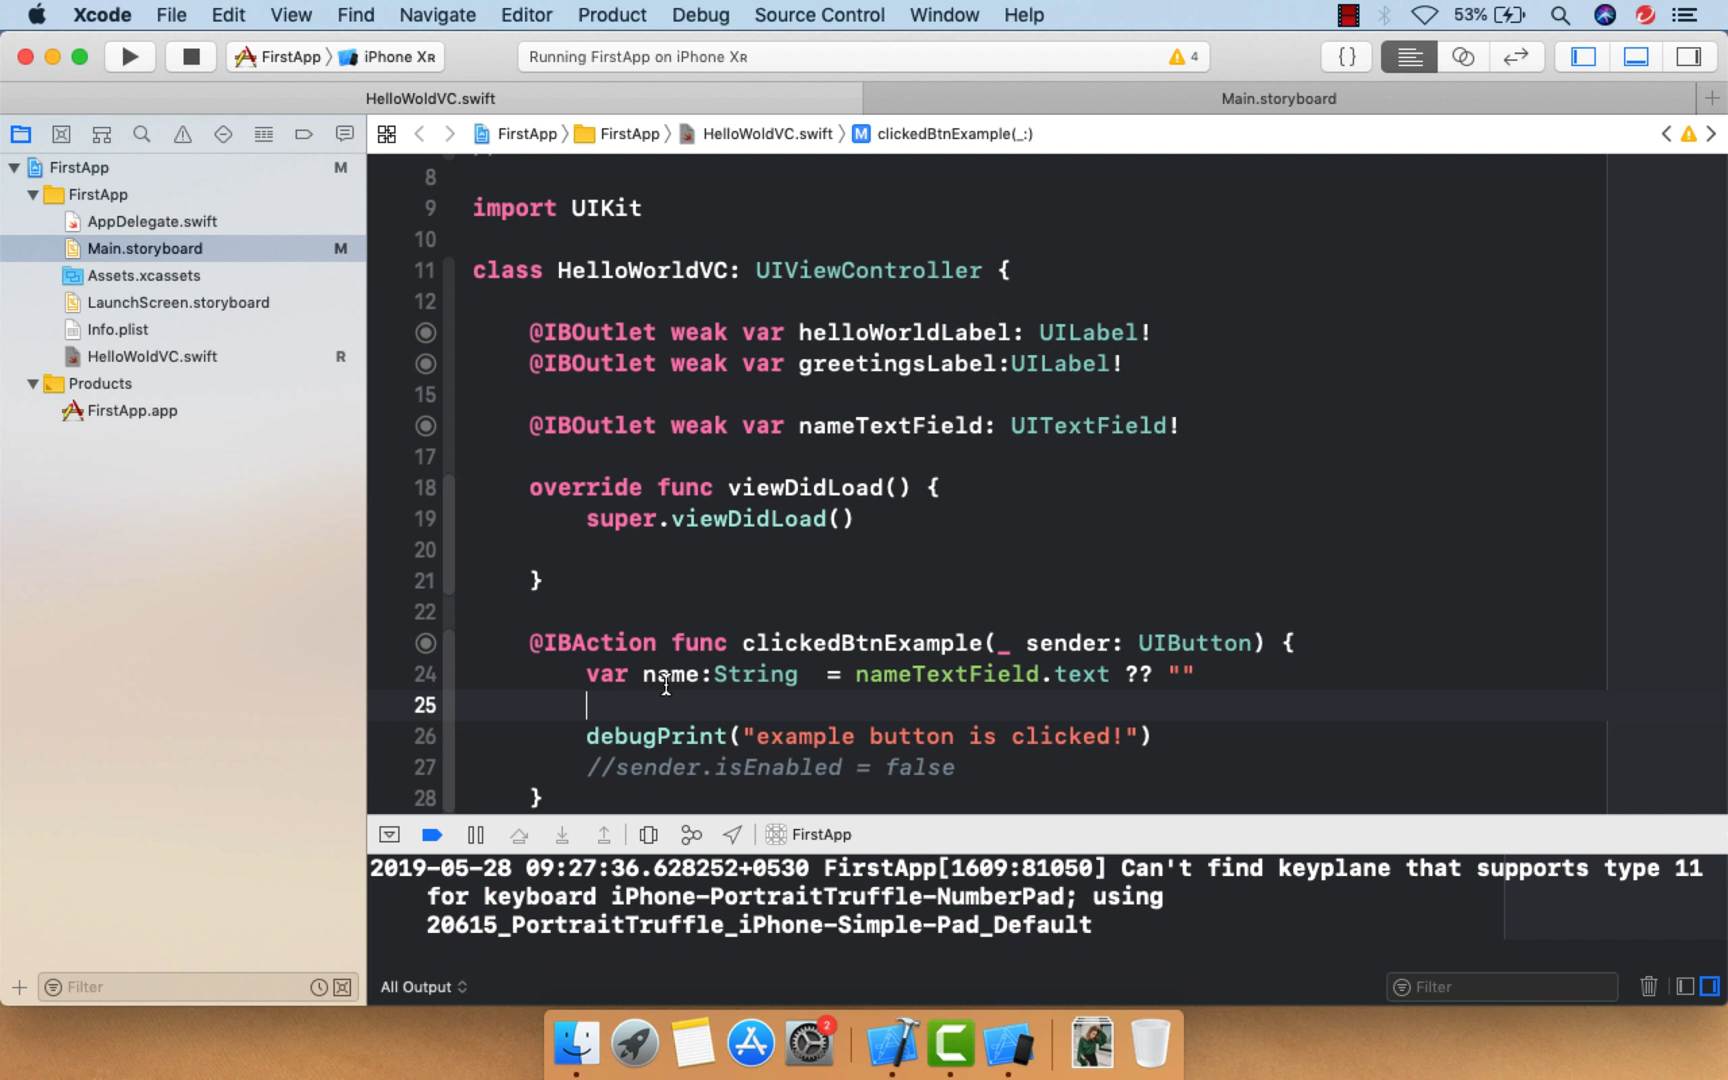 Xcode File Edit View Find Navigate Editor Product Debug Source Control Window Help 53%
FirstApp iPhone XR Running FirstApp on iPhone XR 4 {}
HelloWoldVC.swift Main.storyboard
FirstApp FirstApp HelloWoldVC.swift M clickedBtnExample(_:)
FirstApp M
FirstApp
AppDelegate.swift
Main.storyboard M
Assets.xcassets
LaunchScreen.storyboard
Info.plist
HelloWoldVC.swift R
Products
FirstApp.app
Filter
8
9 import UIKit
10
11 class HelloWorldVC: UIViewController {
12
@IBOutlet weak var helloWorldLabel: UILabel!
@IBOutlet weak var greetingsLabel:UILabel!
15
@IBOutlet weak var nameTextField: UITextField!
17
18 override func viewDidLoad() {
19 super.viewDidLoad()
20
21 }
22
@IBAction func clickedBtnExample(_ sender: UIButton) {
24 var name:String = nameTextField.text ?? ""
25
26 debugPrint("example button is clicked!")
27 //sender.isEnabled = false
28 }
FirstApp
2019-05-28 09:27:36.628252+0530 FirstApp[1609:81050] Can't find keyplane that supports type 11
for keyboard iPhone-PortraitTruffle-NumberPad; using
20615_PortraitTruffle_iPhone-Simple-Pad_Default
All Output Filter
2